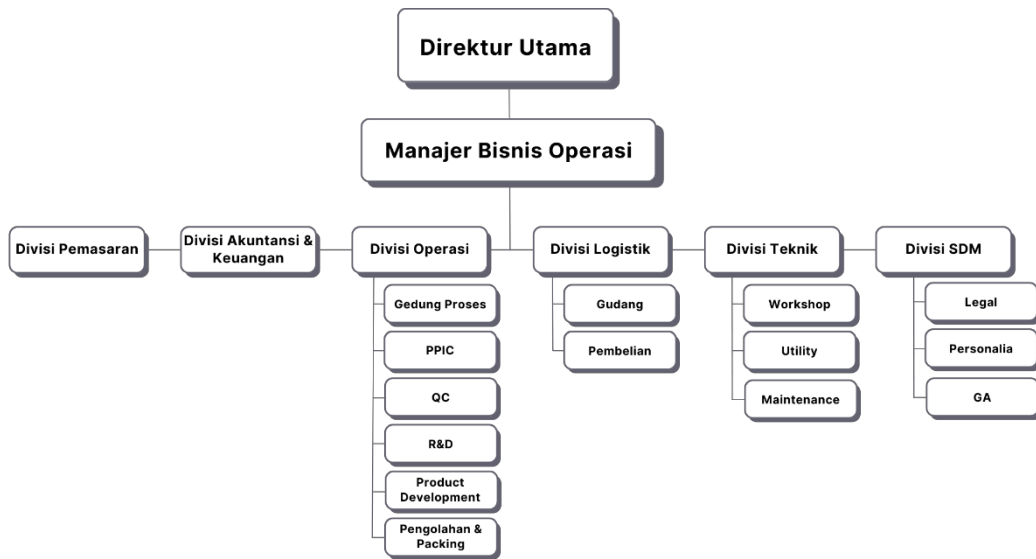 Direktur Utama
Manajer Bisnis Operasi
Divisi Pemasaran
Divisi Akuntansi &
Keuangan
Divisi Operasi
Divisi Logistik
Divisi Teknik
Divisi SDM
Gedung Proses
PPIC
QC
R&D
Product
Development
Pengolahan &
Packing
Gudang
Pembelian
Workshop
Utility
Maintenance
Legal
Personalia
GA